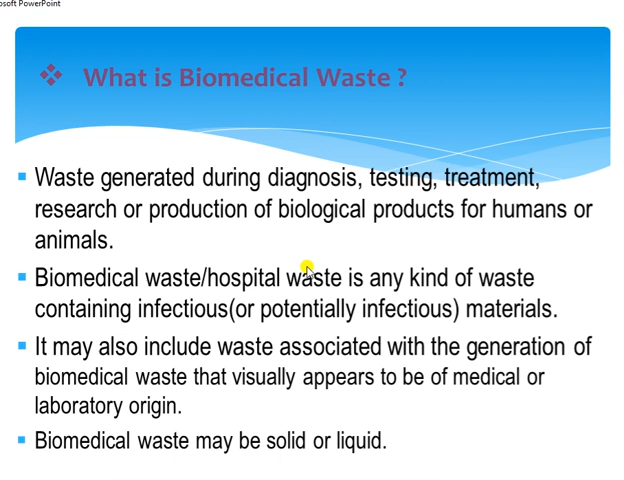 osoft PowerPoint
❖ What is Biomedical Waste ?
▪ Waste generated during diagnosis, testing, treatment,
research or production of biological products for humans or
animals.
▪ Biomedical waste/hospital waste is any kind of waste
containing infectious(or potentially infectious) materials.
▪ It may also include waste associated with the generation of
biomedical waste that visually appears to be of medical or
laboratory origin.
▪ Biomedical waste may be solid or liquid.